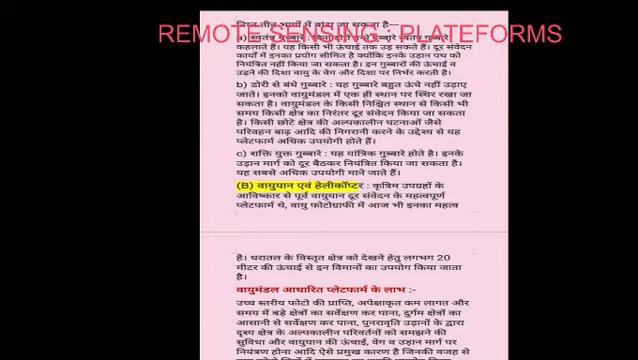 निम्न तीन भागों में बांटा जा सकता है---
REMOTE SENSING : PLATEFORMS
a) स्वतंत्र गुब्बारे : बिना डोरी वाले गुब्बारे स्वतंत्र गुब्बारे
कहलाते हैं। यह किसी भी ऊंचाई तक उड़ सकते हैं। दूर संवेदन
कार्यों में इनका प्रयोग सीमित है क्योंकि इनके उड़ान पथ को
नियंत्रित नहीं किया जा सकता है। इन गुब्बारों की ऊंचाई व
उड़ने की दिशा वायु के वेग और दिशा पर निर्भर करती है।
b) डोरी से बंधे गुब्बारे : यह गुब्बारे बहुत ऊंचे नहीं उड़ाए
जाते। इनको वायुमंडल में एक ही स्थान पर स्थिर रखा जा
सकता है। वायुमंडल के किसी निश्चित स्थान से किसी भी
समय किसी क्षेत्र का निरंतर दूर संवेदन किया जा सकता
है। किसी छोटे क्षेत्र की अल्पकालीन घटनाओं जैसे
परिवहन बाढ़ आदि की निगरानी करने के उद्देश्य से यह
प्लेटफार्म अधिक उपयोगी होते हैं।
c) शक्ति युक्त गुब्बारे : यह यांत्रिक गुब्बारे होते है। इनके
उड़ान मार्ग को दूर बैठकर नियंत्रित किया जा सकता है।
यह सबसे अधिक उपयोगी माने जाते हैं।
(B) वायुयान एवं हेलीकॉप्टर : कृत्रिम उपग्रहों के
आविष्कार से पूर्व वायुयान दूर संवेदन के महत्वपूर्ण
प्लेटफार्म थे, वायु फोटोग्राफी में आज भी इनका महत्व
है। धरातल के विस्तृत क्षेत्र को देखने हेतु लगभग 20
मीटर की ऊंचाई से इन विमानों का उपयोग किया जाता
है।
वायुमंडल आधारित प्लेटफार्म के लाभ :-
उच्च स्तरीय फोटो की प्राप्ति, अपेक्षाकृत कम लागत और
समय में बड़े क्षेत्रों का सर्वेक्षण कर पाना, दुर्गम क्षेत्रों का
आसानी से सर्वेक्षण कर पाना, पुनरावृति उड़ानों के द्वारा
दृश्य क्षेत्र के अल्पकालीन परिवर्तनों को समझने की
सुविधा और वायुयान की ऊंचाई, वेग व उड़ान मार्ग पर
नियंत्रण होना आदि ऐसे प्रमुख कारण है जिनकी वजह से